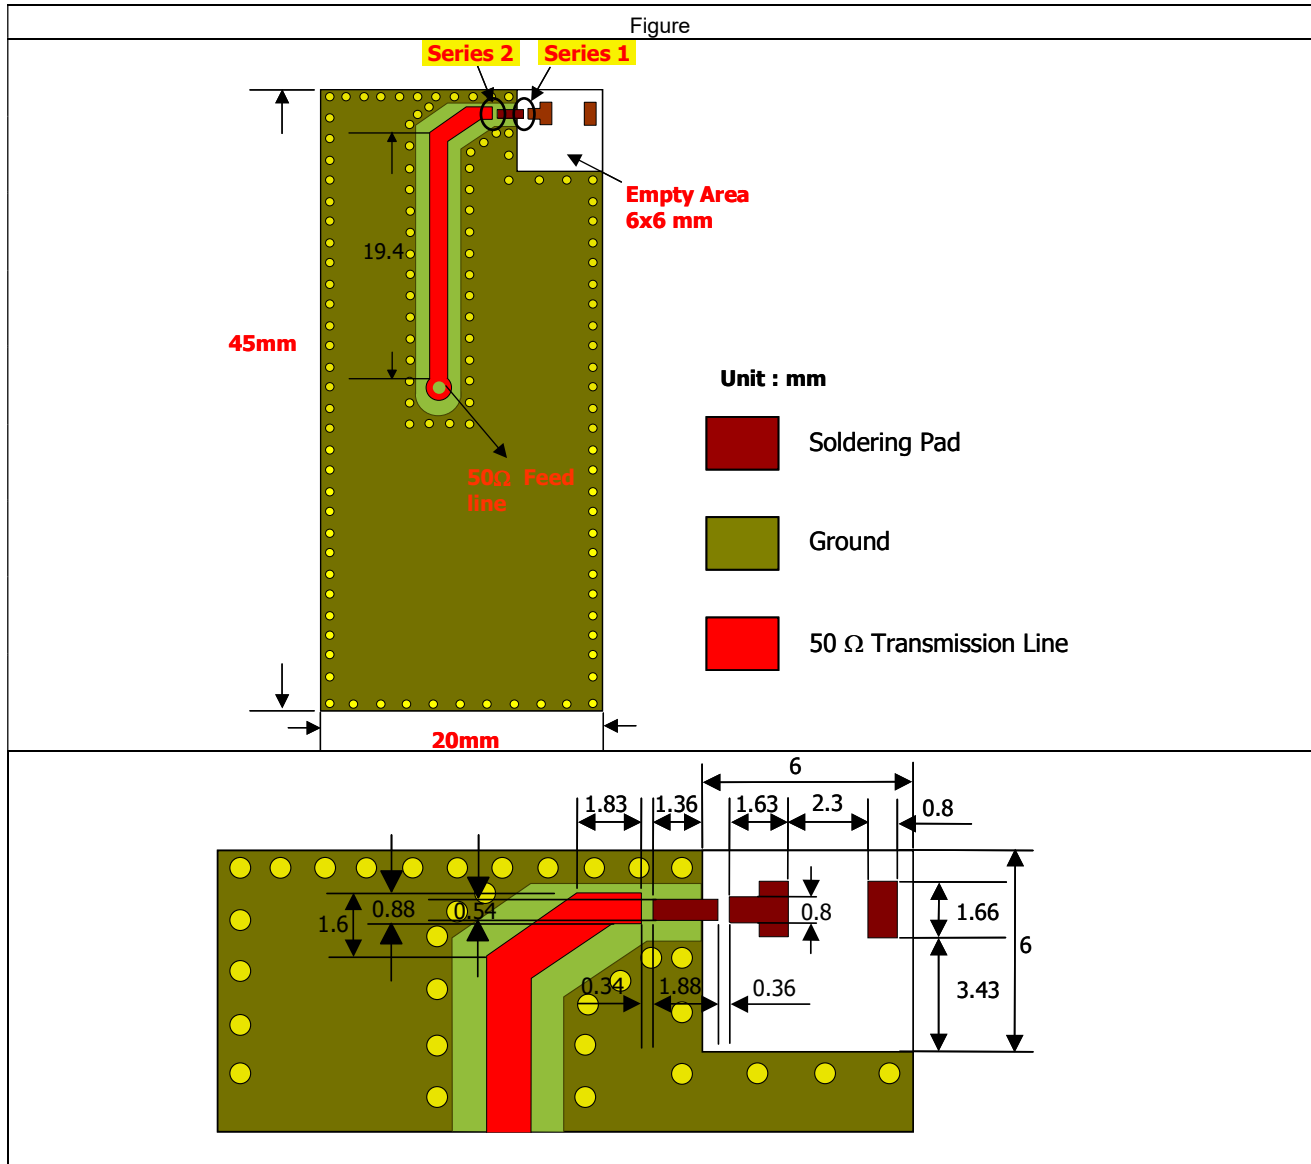 Figure
Series 2
Series 1
Empty Area
6x6 mm
19.4
45mm
50Ω Feed
line
20mm
Unit : mm
Soldering Pad
Ground
50 Ω Transmission Line
6
1.83
1.36
1.63
2.3
0.8
1.6
0.88
0.54
0.8
1.66
6
0.34
1.88
0.36
3.43